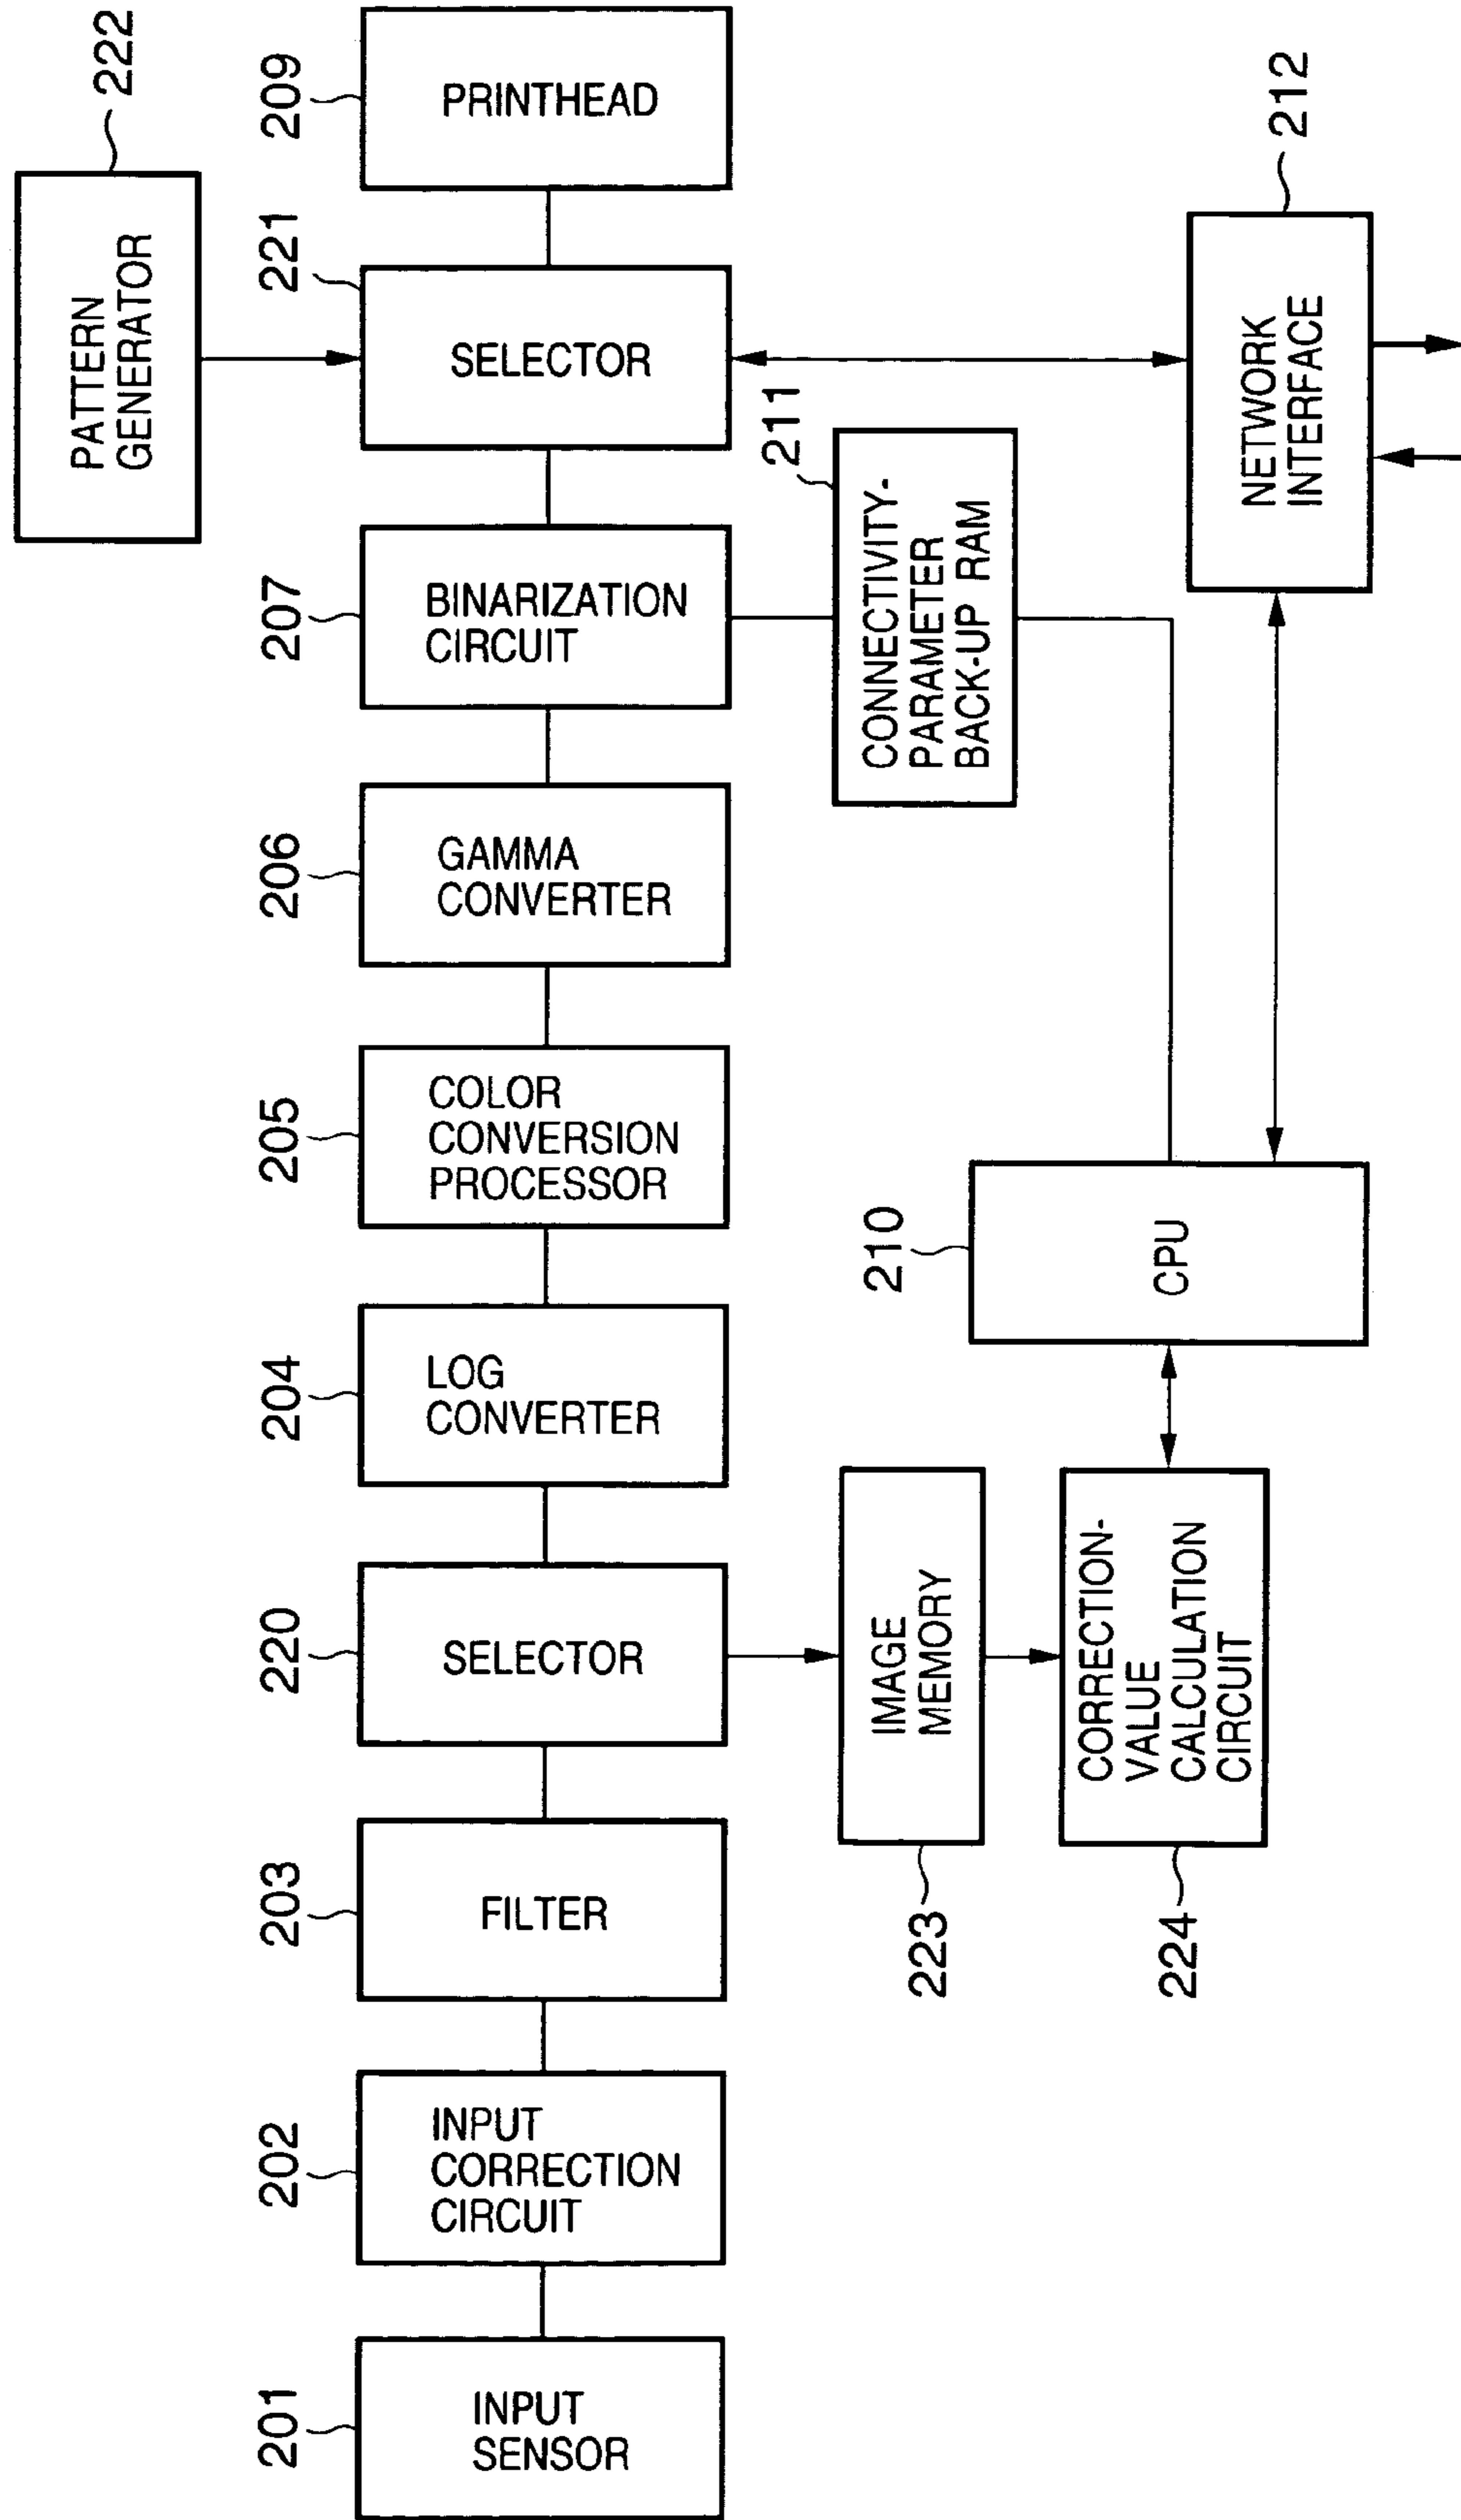 222
PATTERN
GENERATOR
201
INPUT
SENSOR
202
INPUT
CORRECTION
CIRCUIT
203
FILTER
220
SELECTOR
204
LOG
CONVERTER
205
COLOR
CONVERSION
PROCESSOR
206
GAMMA
CONVERTER
207
BINARIZATION
CIRCUIT
221
SELECTOR
209
PRINTHEAD
223
IMAGE
MEMORY
211
CONNECTIVITY-
PARAMETER
BACK-UP RAM
224
CORRECTION-
VALUE
CALCULATION
CIRCUIT
210
CPU
212
NETWORK
INTERFACE